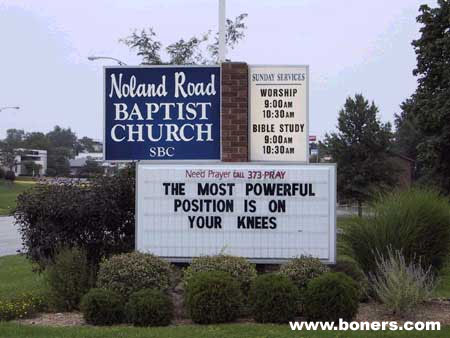 Noland Road
BAPTIST
CHURCH
SBC
SUNDAY SERVICES
WORSHIP
9:00AM
10:30AM
BIBLE STUDY
9:00AM
10:30AM
Need Prayer CALL 373-PRAY
THE MOST POWERFUL
POSITION IS ON
YOUR KNEES
www.boners.com